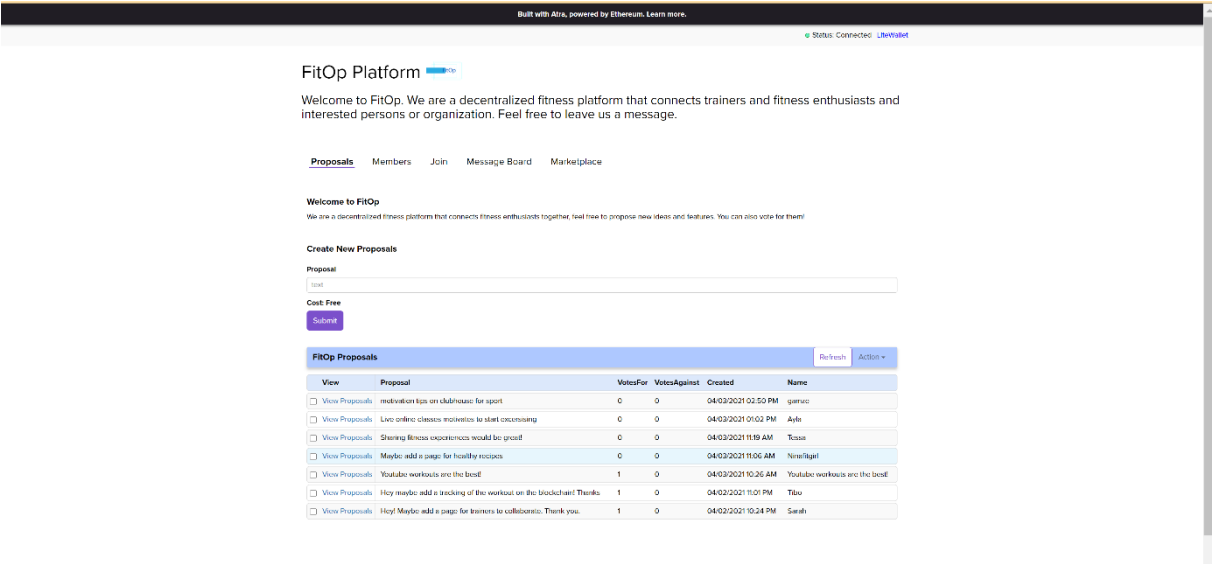 Built with Atra, powered by Ethereum. Learn more.
Status: Connected LiteWallet
FitOp Platform
Welcome to FitOp. We are a decentralized fitness platform that connects trainers and fitness enthusiasts and
interested persons or organization. Feel free to leave us a message.
Proposals Members Join Message Board Marketplace
Welcome to FitOp
We are a decentralized fitness platform that connects fitness enthusiasts together, feel free to propose new ideas and features. You can also vote for them!
Create New Proposals
Proposal
text
Cost: Free
Submit
FitOp Proposals Refresh Action
View Proposal VotesFor VotesAgainst Created Name
View Proposals motivation tips on clubhouse for sport 0 0 04/03/2021 02:50 PM
View Proposals Live online classes motivates to start excersising 0 0 04/03/2021 01:02 PM Ayla
View Proposals Sharing fitness experiences would be great! 0 0 04/03/2021 11:19 AM Tessa
View Proposals Maybe add a page for healthy recipes 0 0 04/03/2021 11:06 AM Ninafitgirl
View Proposals Youtube workouts are the best! 1 0 04/03/2021 10:26 AM Youtube workouts are the best!
View Proposals Hey maybe add a tracking of the workout on the blockchain! Thanks 1 0 04/02/2021 11:01 PM Tibo
View Proposals Hey! Maybe add a page for trainers to collaborate. Thank you. 1 0 04/02/2021 10:24 PM Sarah